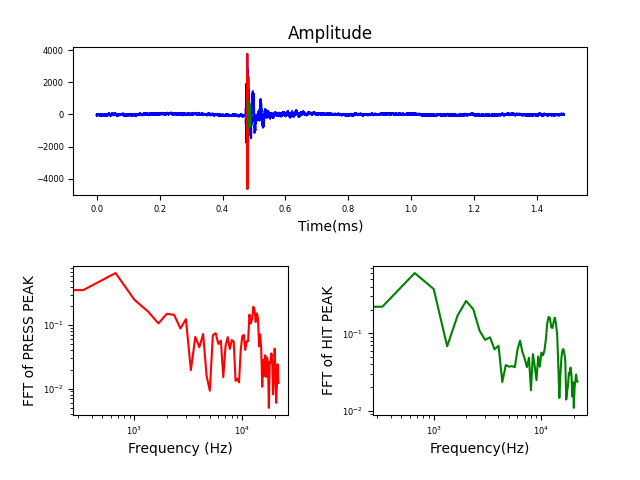 Amplitude
4000
2000
0
−2000
−4000
0.0 0.2 0.4 0.6 0.8 1.0 1.2 1.4
Time(ms)
FFT of PRESS PEAK
10⁻¹
10⁻²
10³ 10⁴
Frequency (Hz)
FFT of HIT PEAK
10⁻¹
10⁻²
10³ 10⁴
Frequency(Hz)